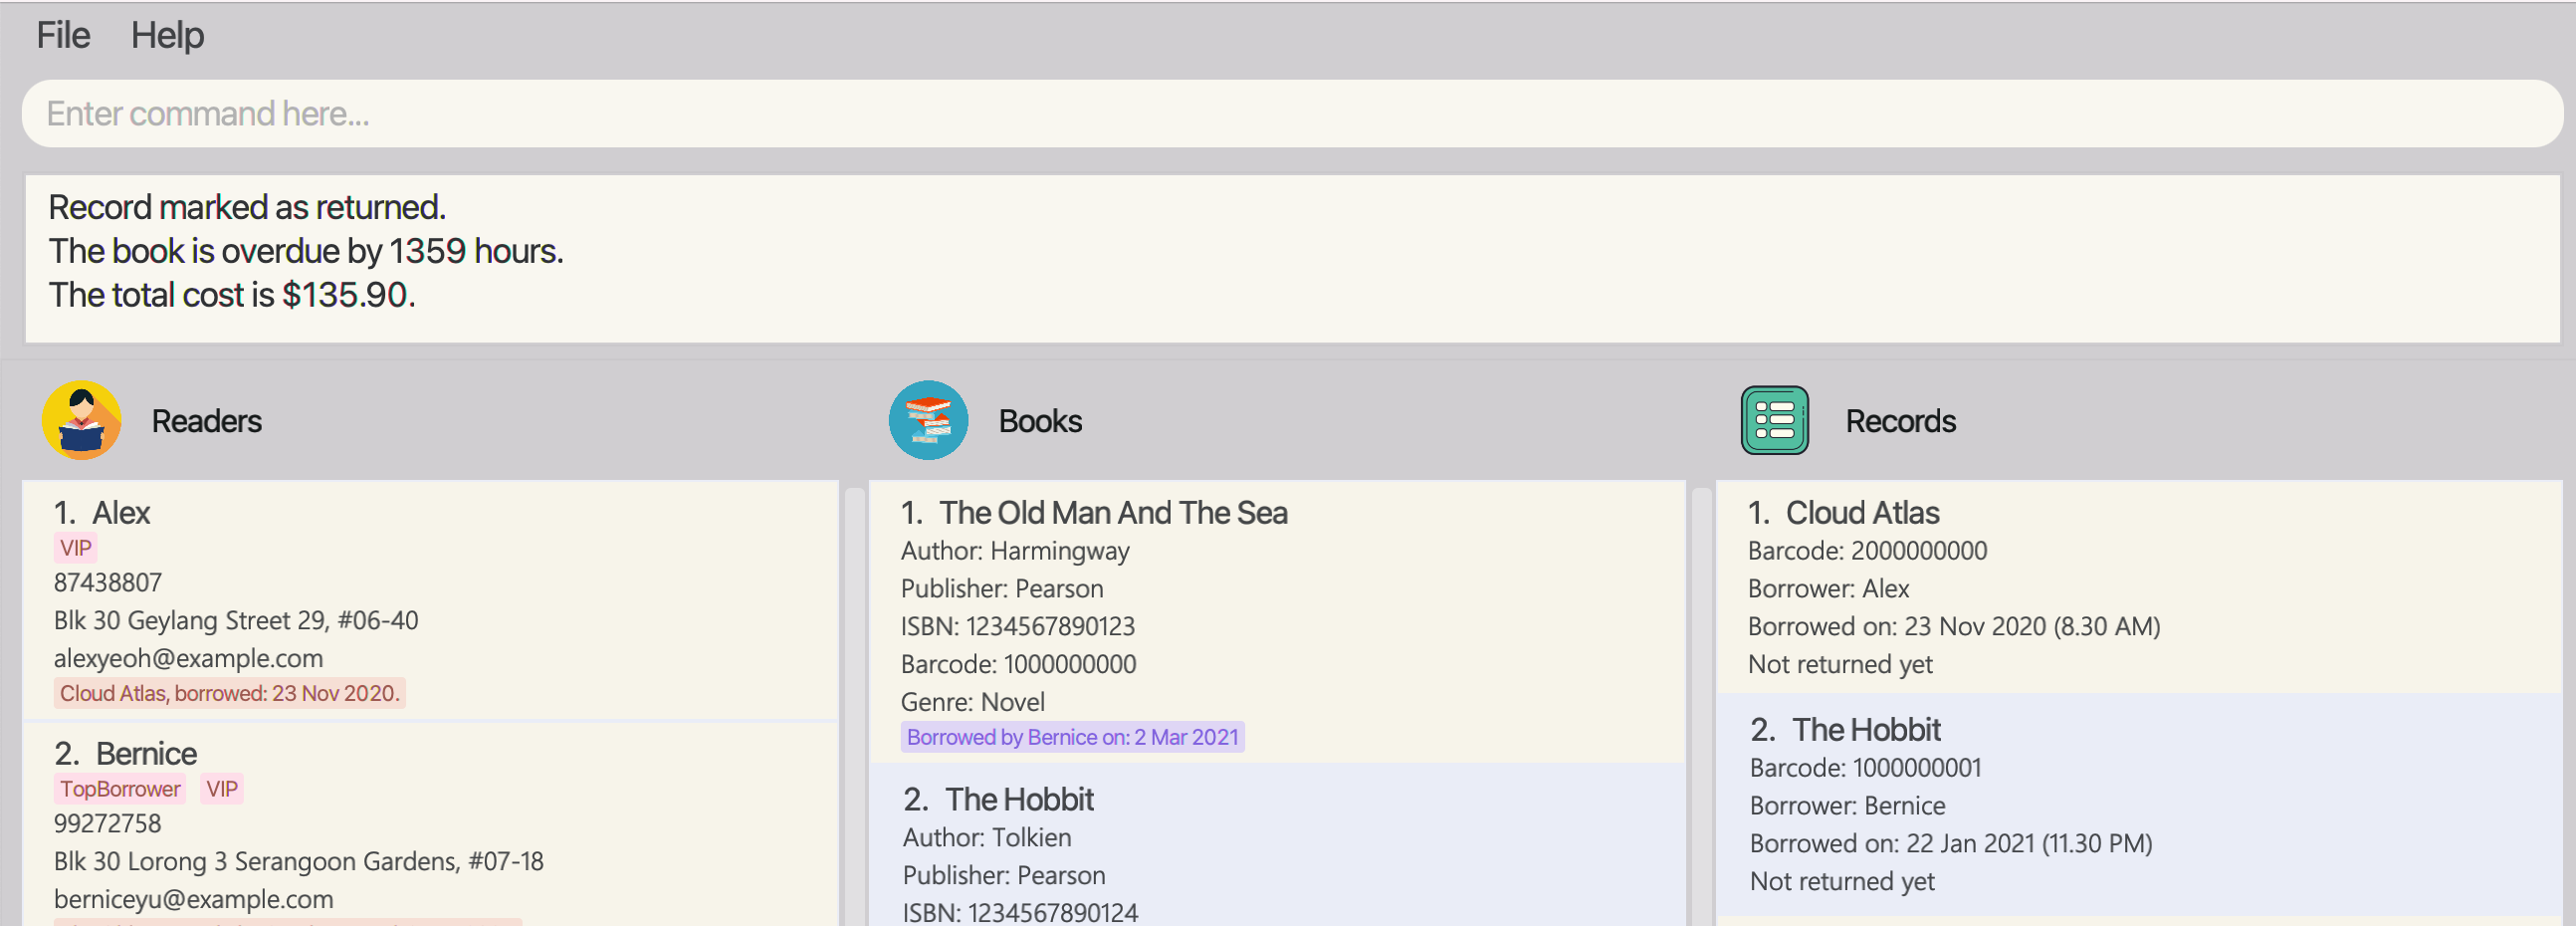 File Help
Enter command here...
Record marked as returned.
The book is overdue by 1359 hours.
The total cost is $135.90.
Readers
1. Alex
VIP
87438807
Blk 30 Geylang Street 29, #06-40
alexyeoh@example.com
Cloud Atlas, borrowed: 23 Nov 2020.
2. Bernice
TopBorrower VIP
99272758
Blk 30 Lorong 3 Serangoon Gardens, #07-18
berniceyu@example.com
Books
1. The Old Man And The Sea
Author: Harmingway
Publisher: Pearson
ISBN: 1234567890123
Barcode: 1000000000
Genre: Novel
Borrowed by Bernice on: 2 Mar 2021
2. The Hobbit
Author: Tolkien
Publisher: Pearson
ISBN: 1234567890124
Records
1. Cloud Atlas
Barcode: 2000000000
Borrower: Alex
Borrowed on: 23 Nov 2020 (8.30 AM)
Not returned yet
2. The Hobbit
Barcode: 1000000001
Borrower: Bernice
Borrowed on: 22 Jan 2021 (11.30 PM)
Not returned yet